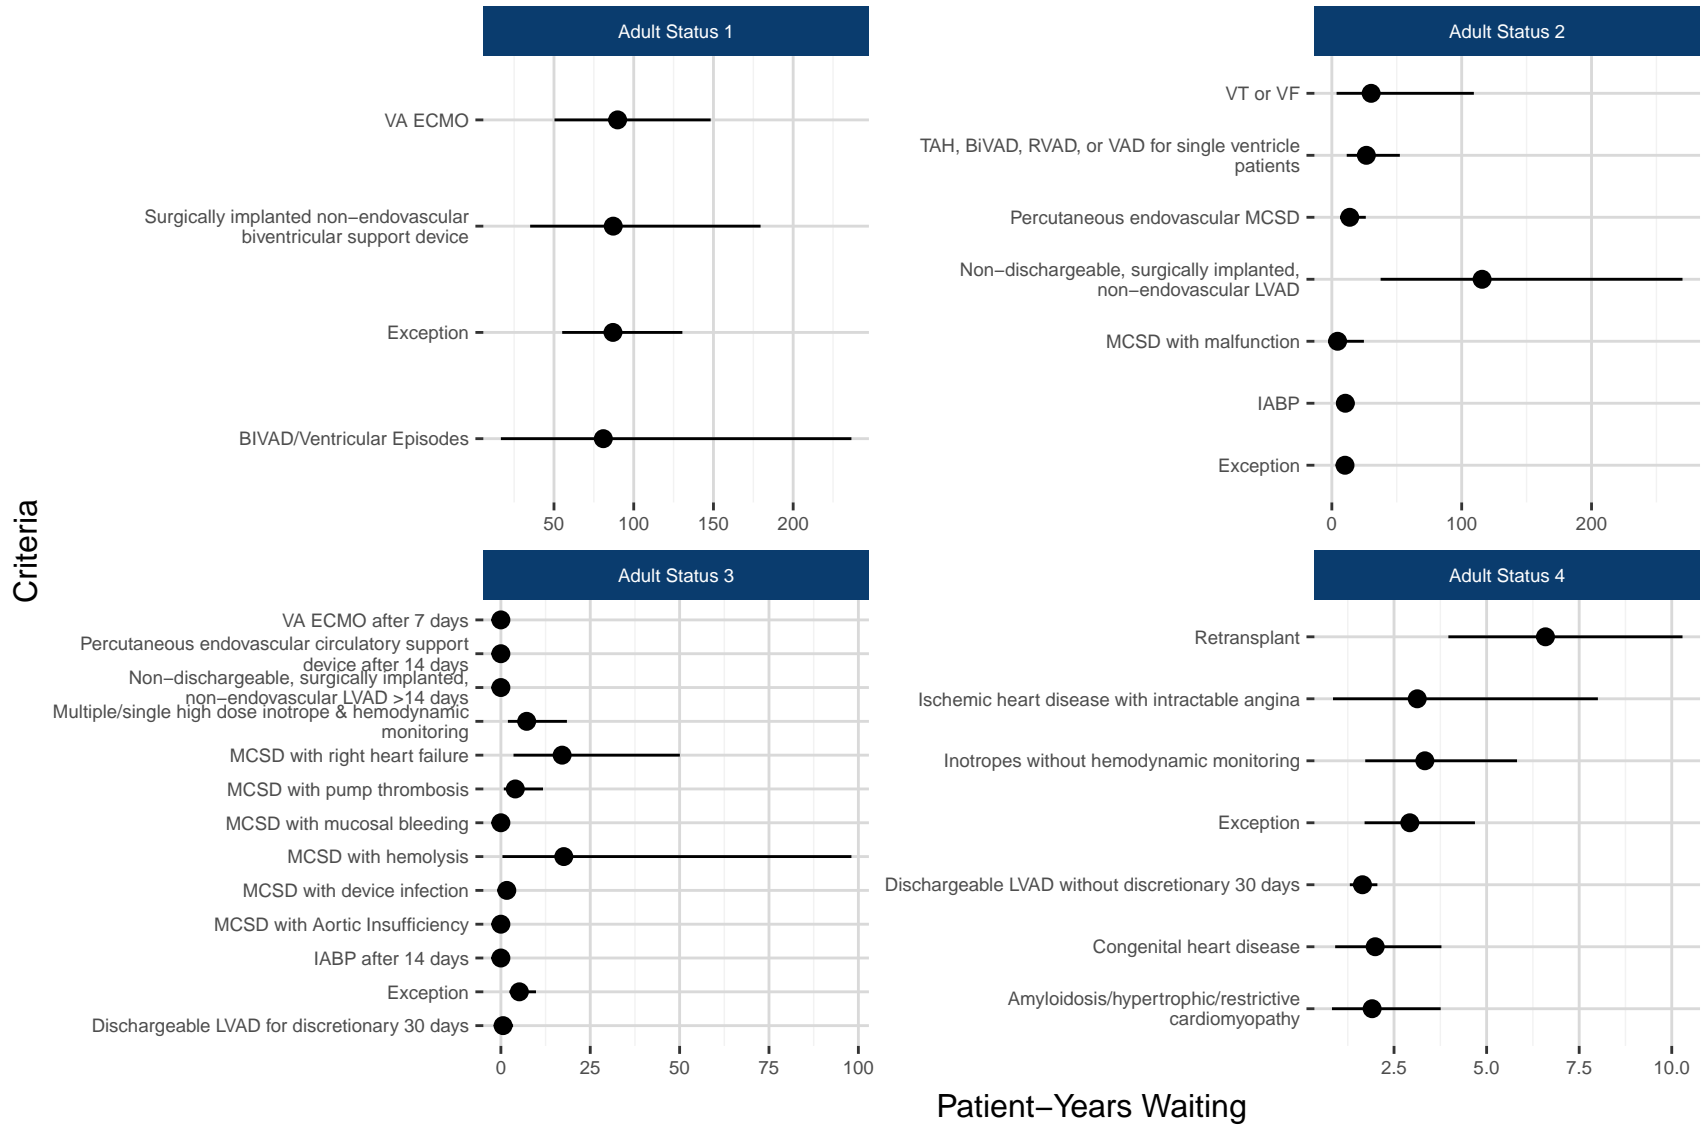 Adult Status 1
VA ECMO
Surgically implanted non−endovascular
biventricular support device
Exception
BIVAD/Ventricular Episodes
50 100 150 200
Adult Status 2
VT or VF
TAH, BiVAD, RVAD, or VAD for single ventricle
patients
Percutaneous endovascular MCSD
Non−dischargeable, surgically implanted,
non−endovascular LVAD
MCSD with malfunction
IABP
Exception
0 100 200
Criteria
Adult Status 3
VA ECMO after 7 days
Percutaneous endovascular circulatory support
device after 14 days
Non−dischargeable, surgically implanted,
non−endovascular LVAD >14 days
Multiple/single high dose inotrope & hemodynamic
monitoring
MCSD with right heart failure
MCSD with pump thrombosis
MCSD with mucosal bleeding
MCSD with hemolysis
MCSD with device infection
MCSD with Aortic Insufficiency
IABP after 14 days
Exception
Dischargeable LVAD for discretionary 30 days
0 25 50 75 100
Adult Status 4
Retransplant
Ischemic heart disease with intractable angina
Inotropes without hemodynamic monitoring
Exception
Dischargeable LVAD without discretionary 30 days
Congenital heart disease
Amyloidosis/hypertrophic/restrictive
cardiomyopathy
2.5 5.0 7.5 10.0
Patient−Years Waiting